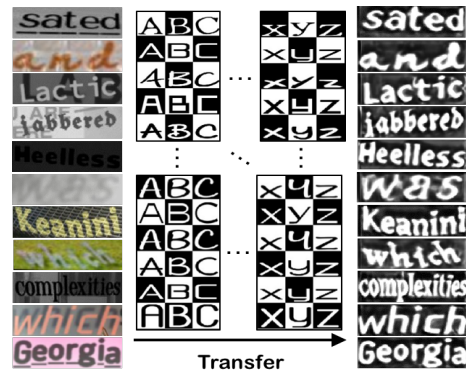 sated
and
Lactic
jabbered
Heelless
was
Keanini
which
complexities
which
Georgia
ABC
ABC
ABC
ABC
ABC
...
xyz
xyz
xyz
xyz
xyz
ABC
ABC
ABC
ABC
ABC
ABC
...
xyz
xyz
xyz
xyz
xyz
xyz
Transfer
sated
and
Lactic
jabbered
Heelless
was
Keanini
which
complexities
which
Georgia